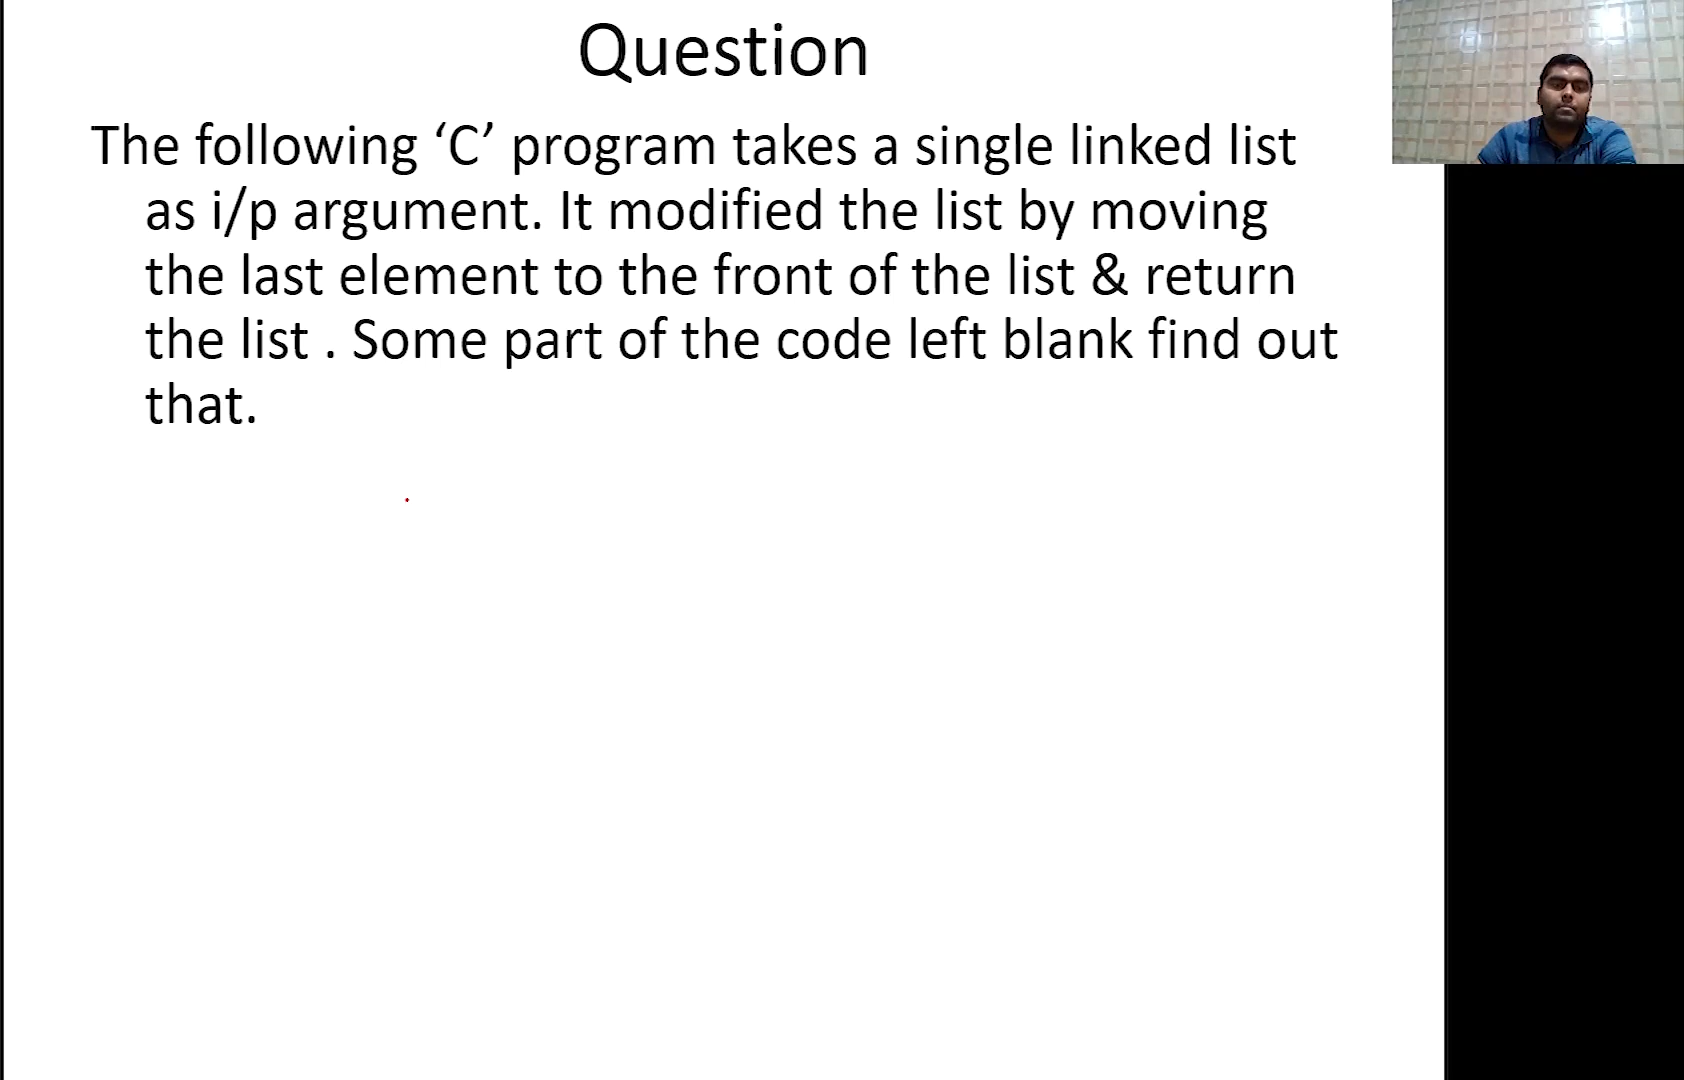 Question
The following ‘C’ program takes a single linked list
as i/p argument. It modified the list by moving
the last element to the front of the list & return
the list . Some part of the code left blank find out
that.